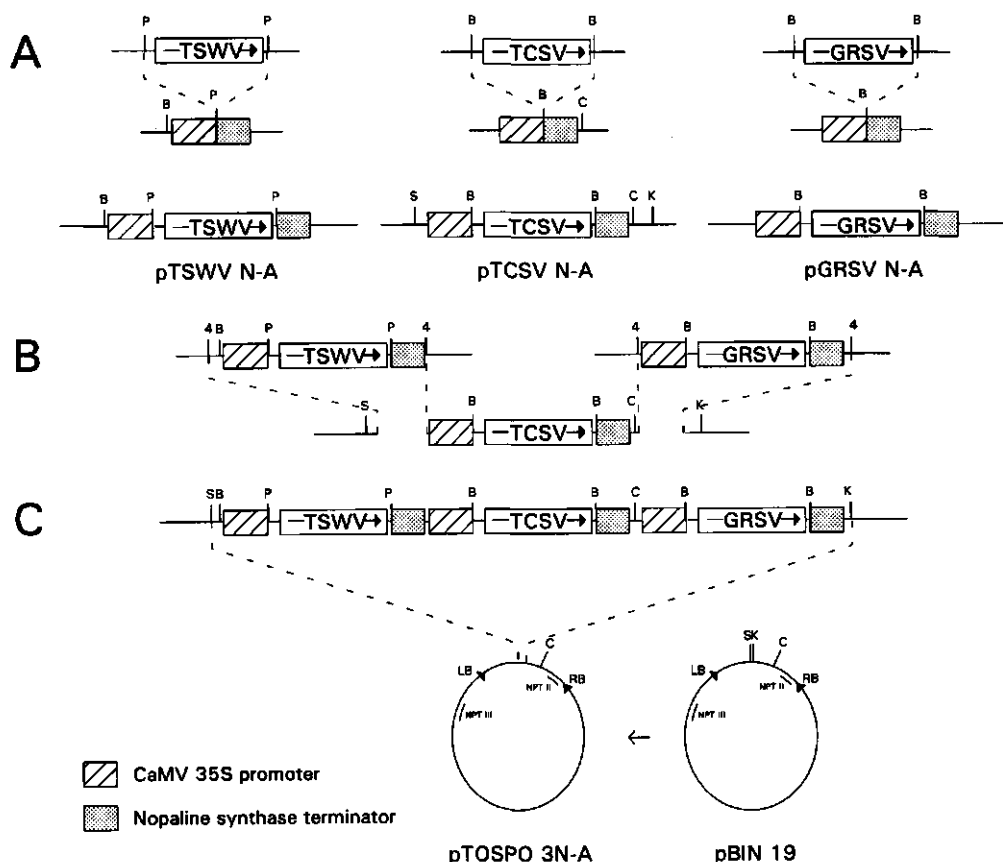 A
P P B B B B
TSWV TCSV GRSV
B P B C B
B P P S B B C K B B
TSWV TCSV GRSV
pTSWV N-A pTCSV N-A pGRSV N-A
B
4 B P P 4 4 B B 4
TSWV GRSV
S B B C K
TCSV
C
S B P P B B C B B K
TSWV TCSV GRSV
C SK C
LB RB LB RB
NPT II NPT II
NPT III NPT III
←
CaMV 35S promoter
Nopaline synthase terminator
pTOSPO 3N-A pBIN 19